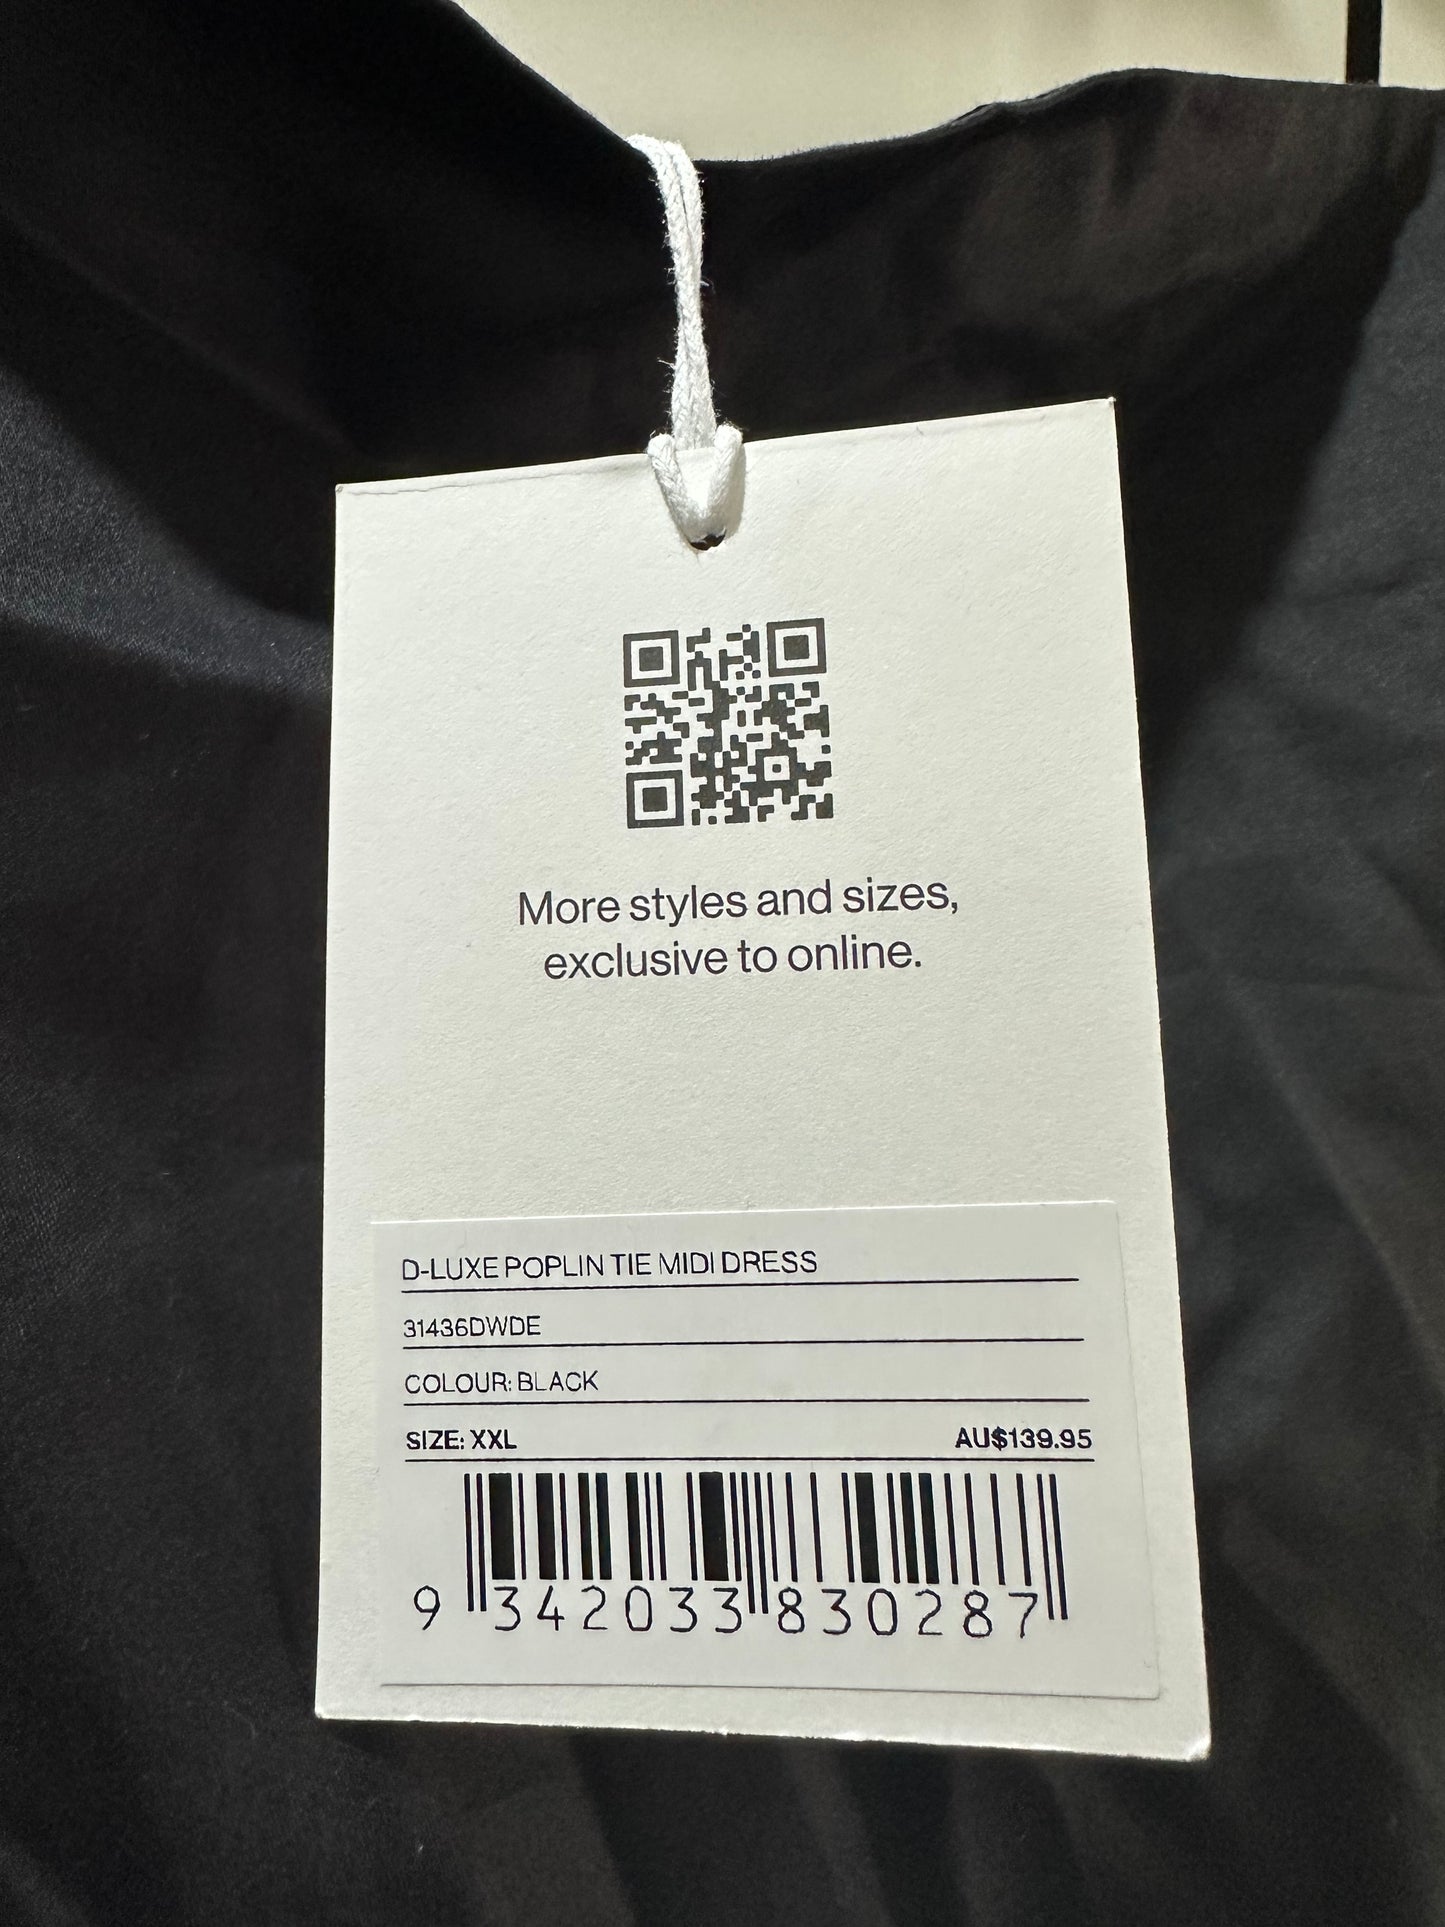 More styles and sizes,
exclusive to online.
D-LUXE POPLIN TIE MIDI DRESS
31436DWDE
COLOUR: BLACK
SIZE: XXL AU$139.95
9 342033 830287